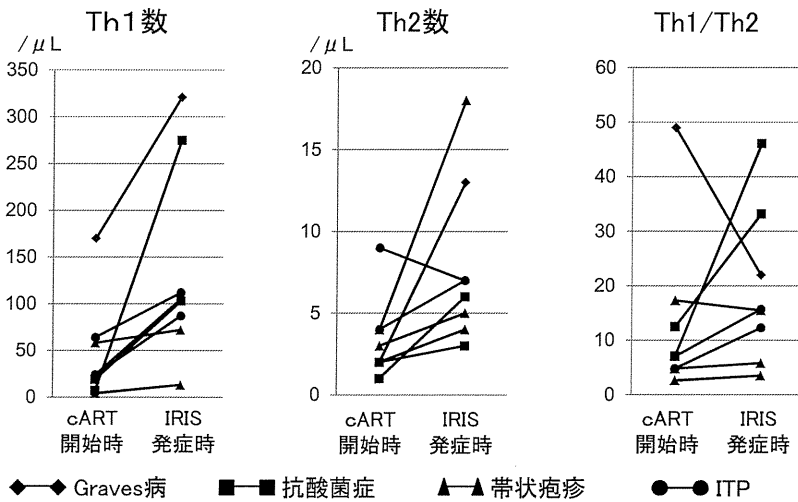 Th1数
/μL
350
300
250
200
150
100
50
0
cART
開始時
IRIS
発症時
Th2数
/μL
20
15
10
5
0
cART
開始時
IRIS
発症時
Th1/Th2
60
50
40
30
20
10
0
cART
開始時
IRIS
発症時
Graves病
抗酸菌症
帯状疱疹
ITP